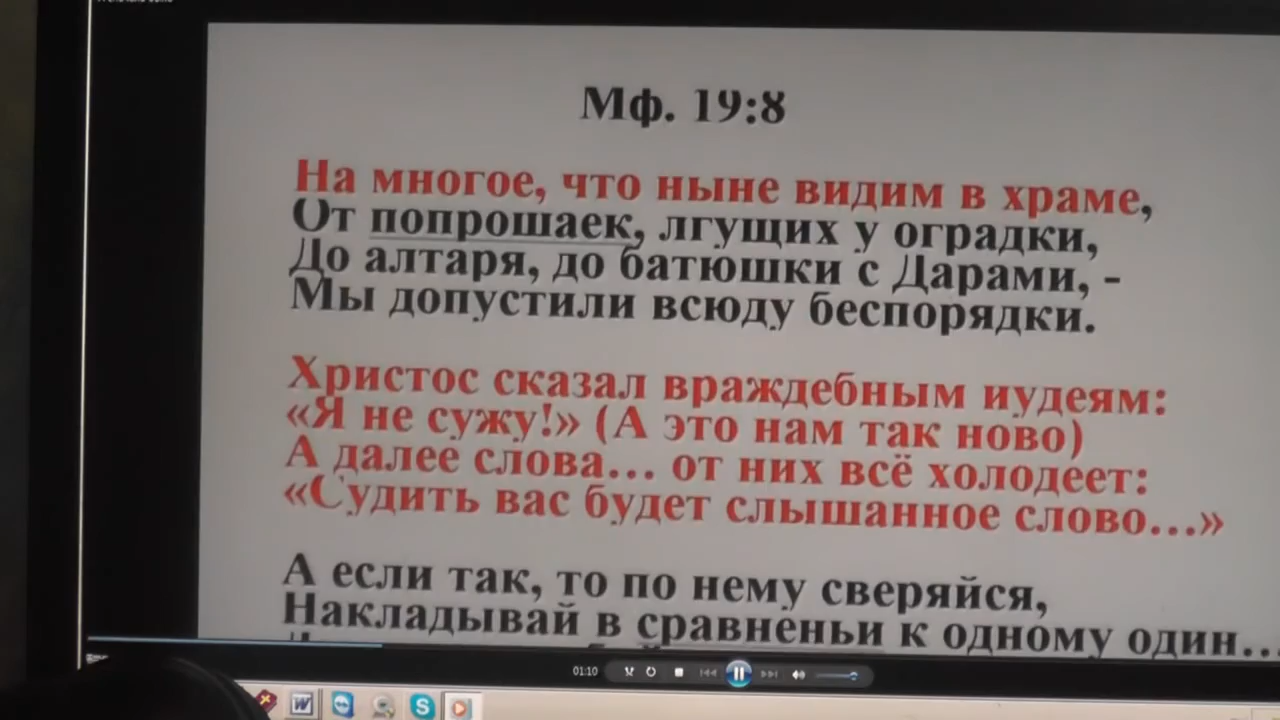 Мф. 19:8
На многое, что ныне видим в храме,
От попрошаек, лгущих у оградки,
До алтаря, до батюшки с Дарами, -
Мы допустили всюду беспорядки.
Христос сказал враждебным иудеям:
«Я не сужу!» (А это нам так ново)
А далее слова... от них всё холодеет:
«Судить вас будет слышанное слово...»
А если так, то по нему сверяйся,
Накладывай в сравненьи к одному один...
01:10